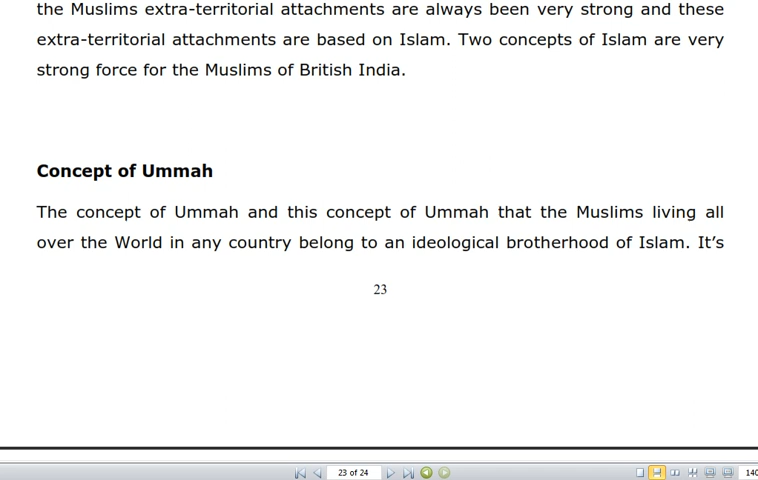 the Muslims extra-territorial attachments are always been very strong and these
extra-territorial attachments are based on Islam. Two concepts of Islam are very
strong force for the Muslims of British India.
Concept of Ummah
The concept of Ummah and this concept of Ummah that the Muslims living all
over the World in any country belong to an ideological brotherhood of Islam. It's
23
23 of 24
140